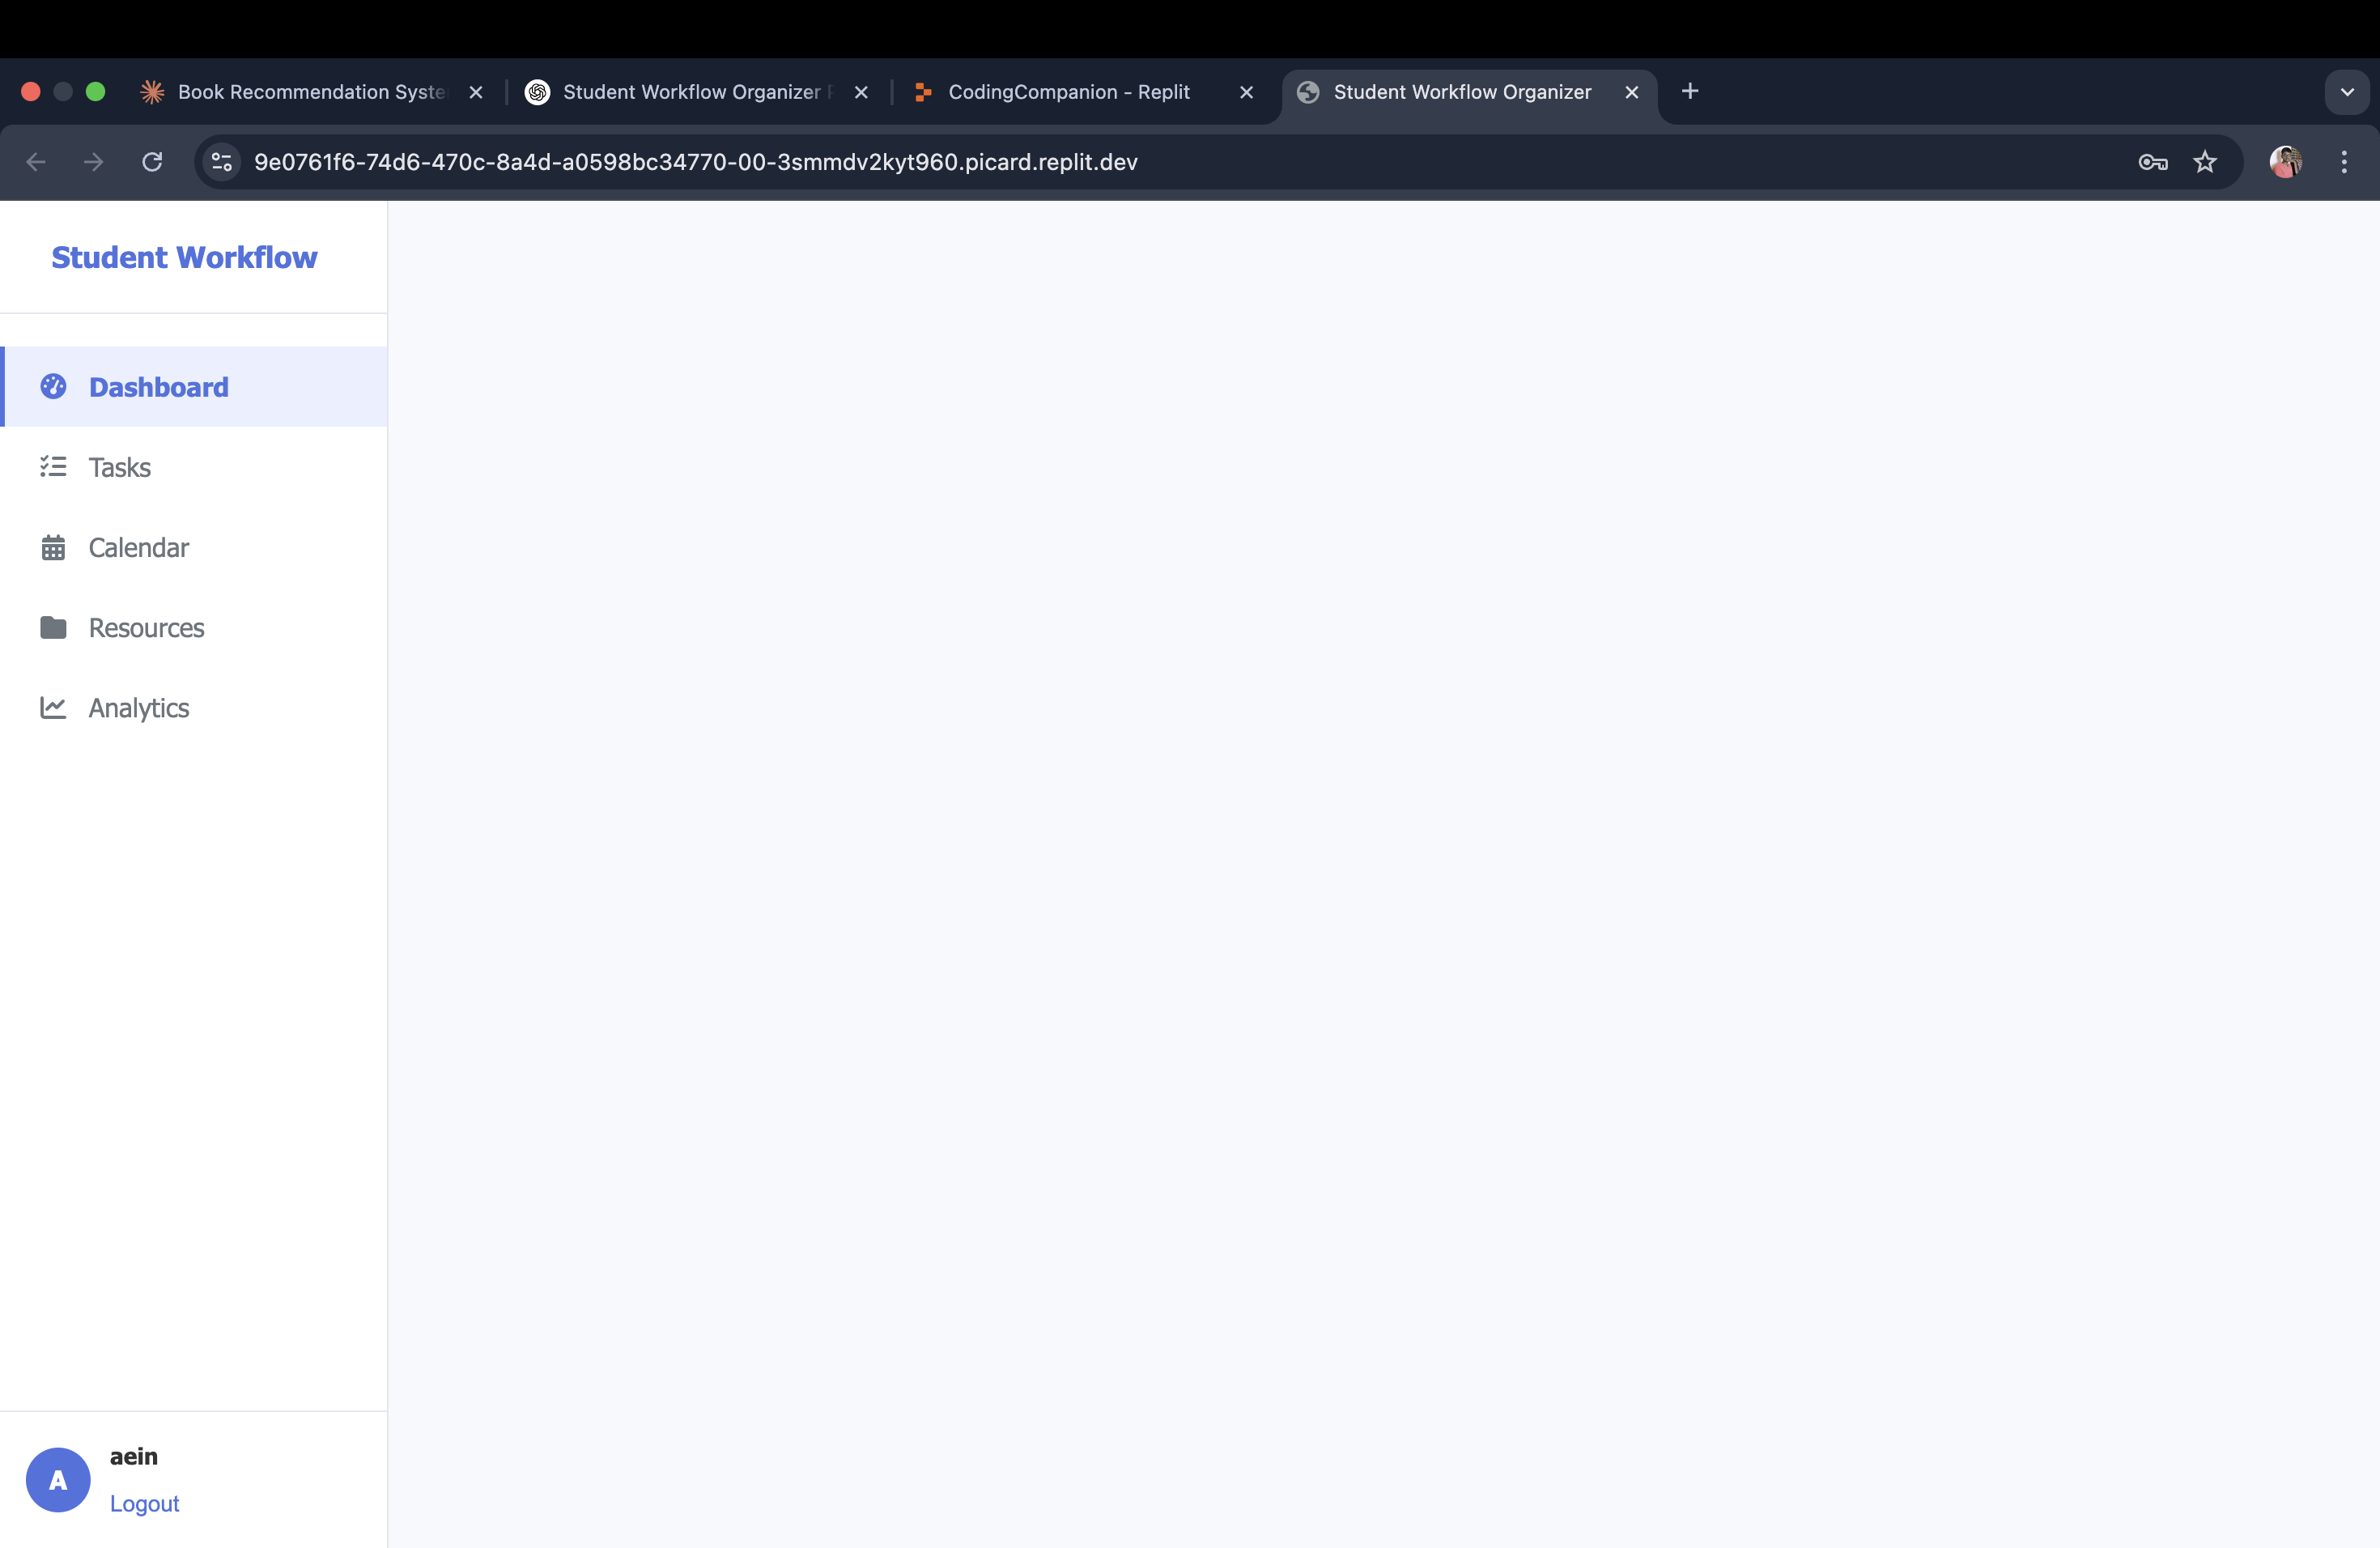 Book Recommendation Syste
Student Workflow Organizer
CodingCompanion - Replit
Student Workflow Organizer
9e0761f6-74d6-470c-8a4d-a0598bc34770-00-3smmdv2kyt960.picard.replit.dev
Student Workflow
Dashboard
Tasks
Calendar
Resources
Analytics
A
aein
Logout